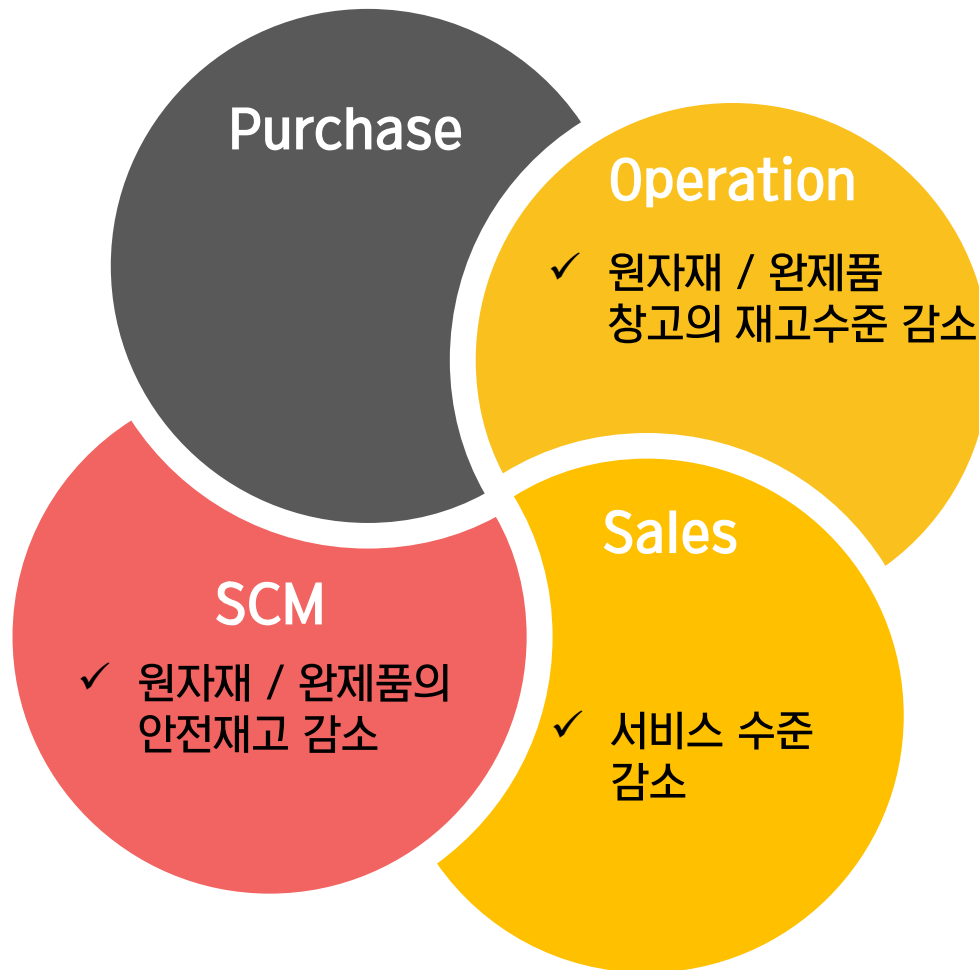 Purchase
Operation
✓ 원자재 / 완제품
창고의 재고수준 감소
SCM
✓ 원자재 / 완제품의
안전재고 감소
Sales
✓ 서비스 수준
감소